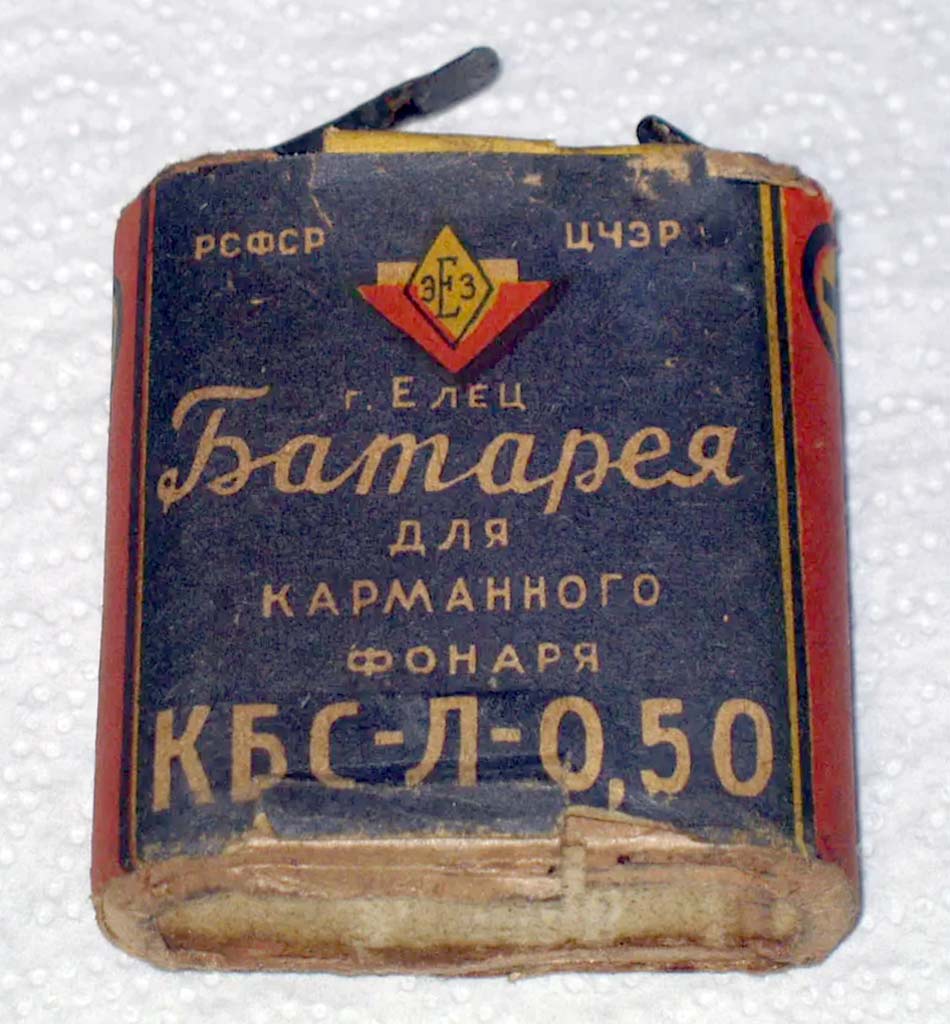 РСФСР ЦЧЭР
ЭЕЗ
г. Елец
Батарея
для
КАРМАННОГО
ФОНАРЯ
КБС-Л-0,50